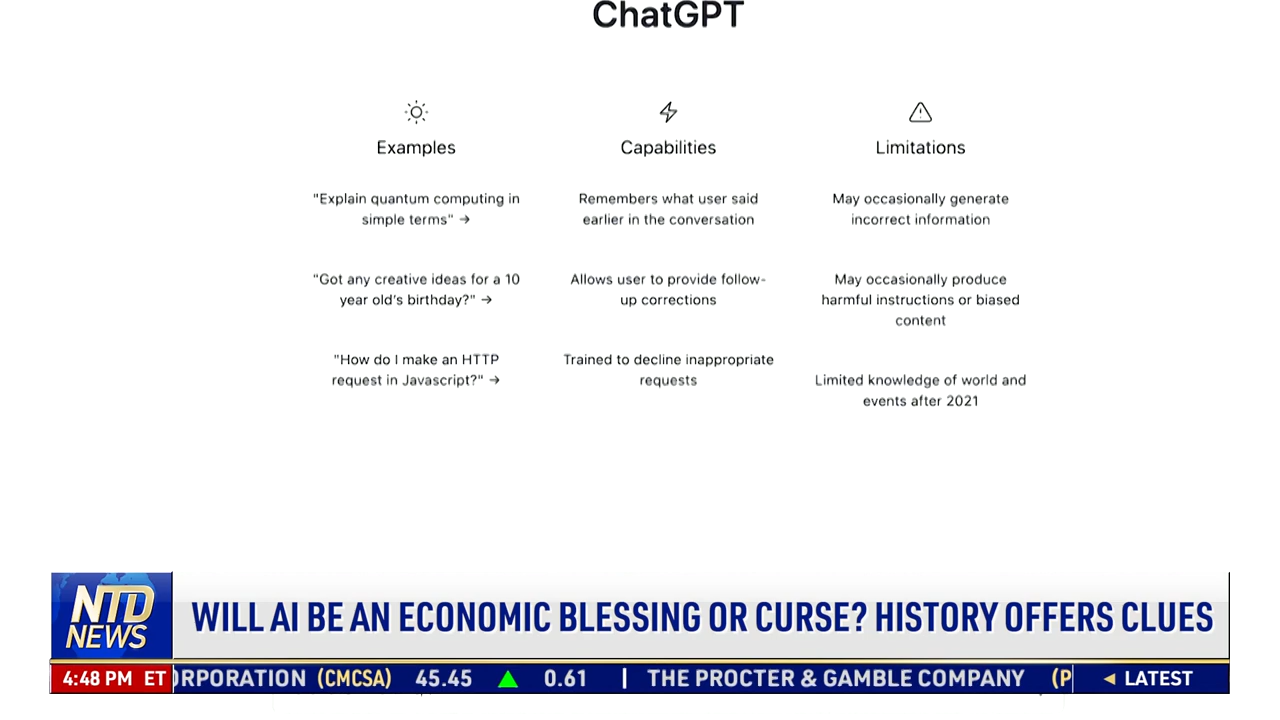 ChatGPT
Examples
"Explain quantum computing in
simple terms" →
"Got any creative ideas for a 10
year old's birthday?" →
"How do I make an HTTP
request in Javascript?" →
Capabilities
Remembers what user said
earlier in the conversation
Allows user to provide follow-
up corrections
Trained to decline inappropriate
requests
Limitations
May occasionally generate
incorrect information
May occasionally produce
harmful instructions or biased
content
Limited knowledge of world and
events after 2021
NTD
NEWS
WILL AI BE AN ECONOMIC BLESSING OR CURSE? HISTORY OFFERS CLUES
4:48 PM ET
ORPORATION (CMCSA) 45.45 ▲ 0.61 | THE PROCTER & GAMBLE COMPANY (P
◄ LATEST